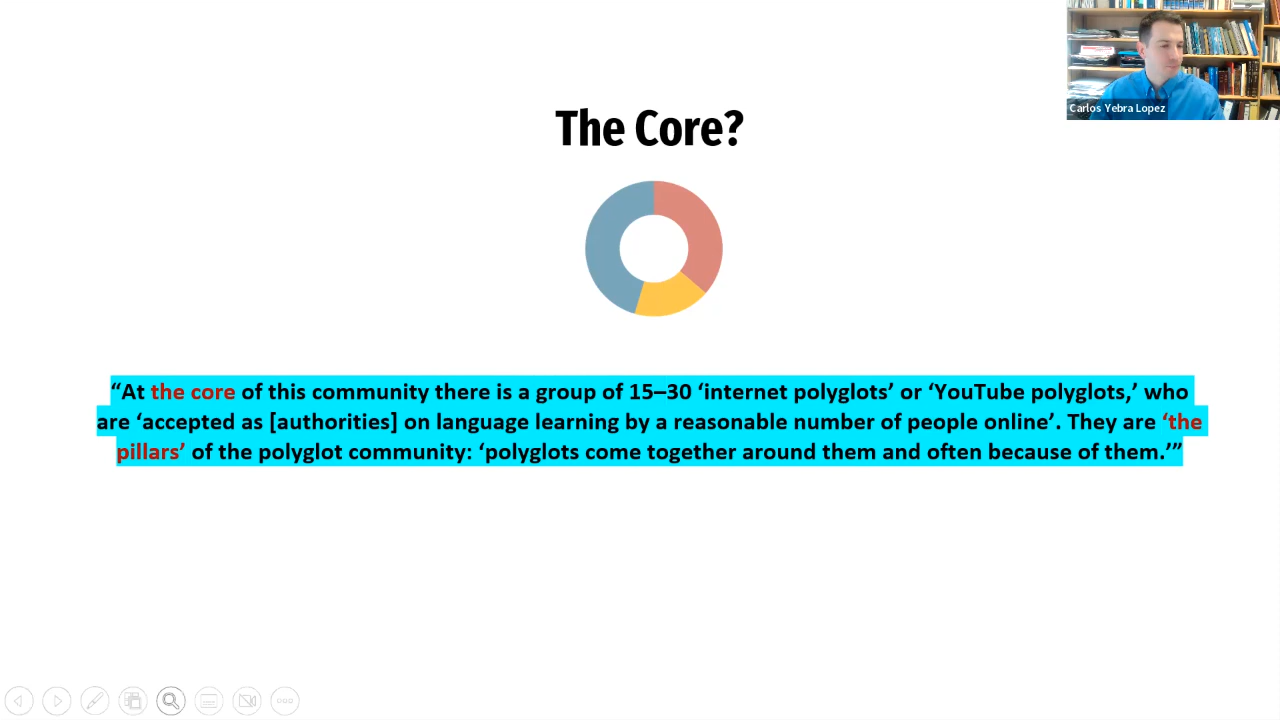 Carlos Yebra Lopez
The Core?
“At the core of this community there is a group of 15–30 ‘internet polyglots’ or ‘YouTube polyglots,’ who
are ‘accepted as [authorities] on language learning by a reasonable number of people online’. They are ‘the
pillars’ of the polyglot community: ‘polyglots come together around them and often because of them.’”